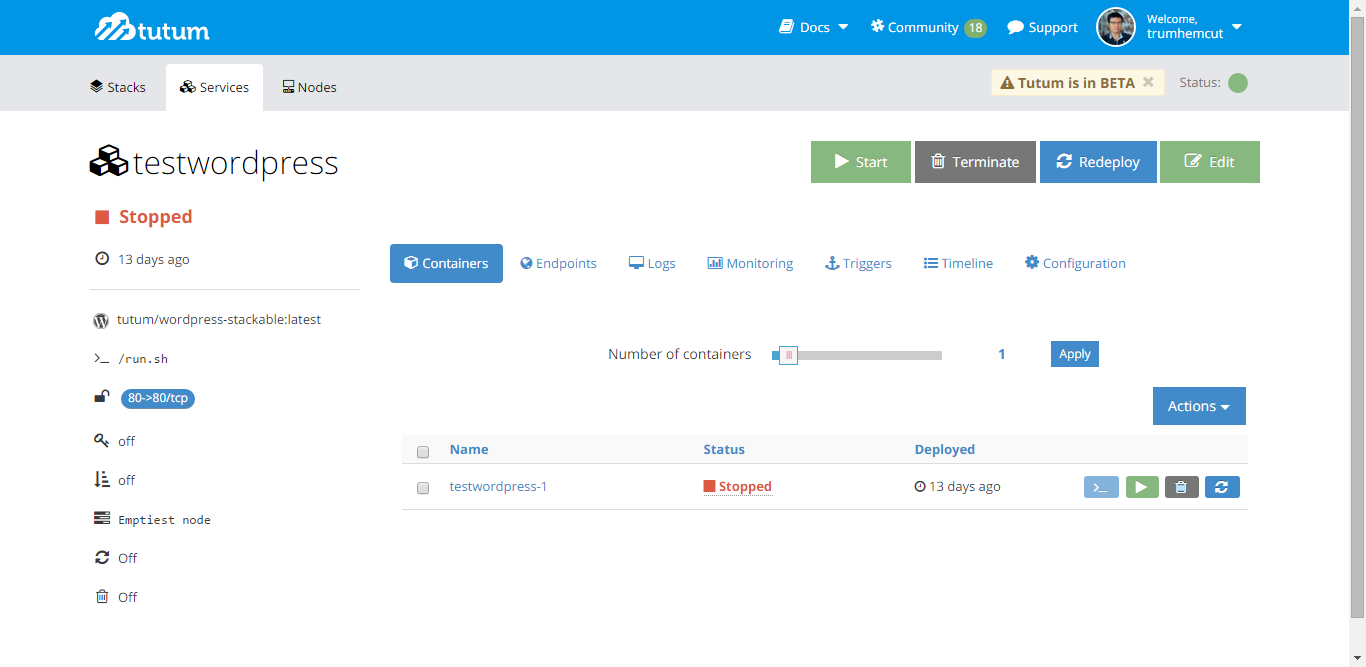 tutum
Docs
Community 18
Support
Welcome,
trumhemcut
Stacks
Services
Nodes
Tutum is in BETA
Status:
testwordpress
Start
Terminate
Redeploy
Edit
Stopped
13 days ago
tutum/wordpress-stackable:latest
/run.sh
80->80/tcp
off
off
Emptiest node
Off
Off
Containers
Endpoints
Logs
Monitoring
Triggers
Timeline
Configuration
Number of containers 1 Apply
Actions
Name Status Deployed
testwordpress-1 Stopped 13 days ago